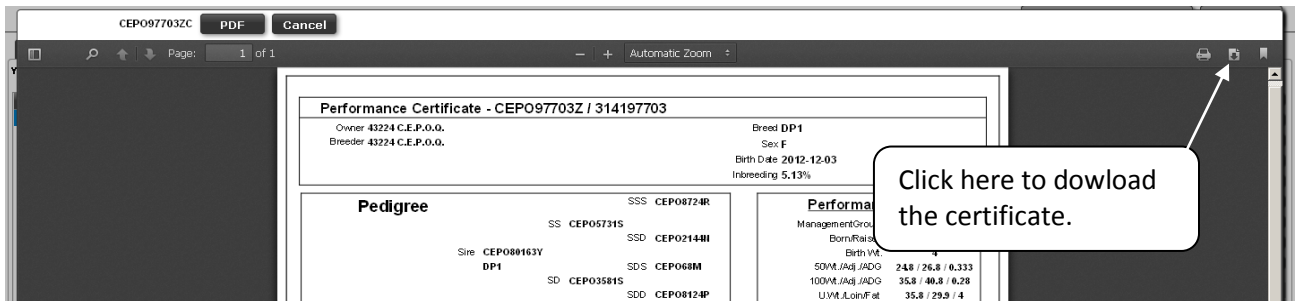 CEPO97703ZC PDF Cancel
Page: 1 of 1 — + Automatic Zoom
Performance Certificate - CEPO97703Z / 314197703
Owner 43224 C.E.P.O.Q.
Breeder 43224 C.E.P.O.Q.
Breed DP1
Sex F
Birth Date 2012-12-03
Inbreeding 5.13%
Click here to dowload
the certificate.
Pedigree
SSS CEPO8724R
SS CEPO5731S
SSD CEPO2144N
Sire CEPO80163Y
DP1
SDS CEPO68M
SD CEPO3581S
SDD CEPO8124P
Birth Wt. 4
50Wt./Adj./ADG 24.8 / 26.8 / 0.333
100Wt./Adj./ADG 35.8 / 40.8 / 0.28
U.Wt./Loin/Fat 35.8 / 29.9 / 4